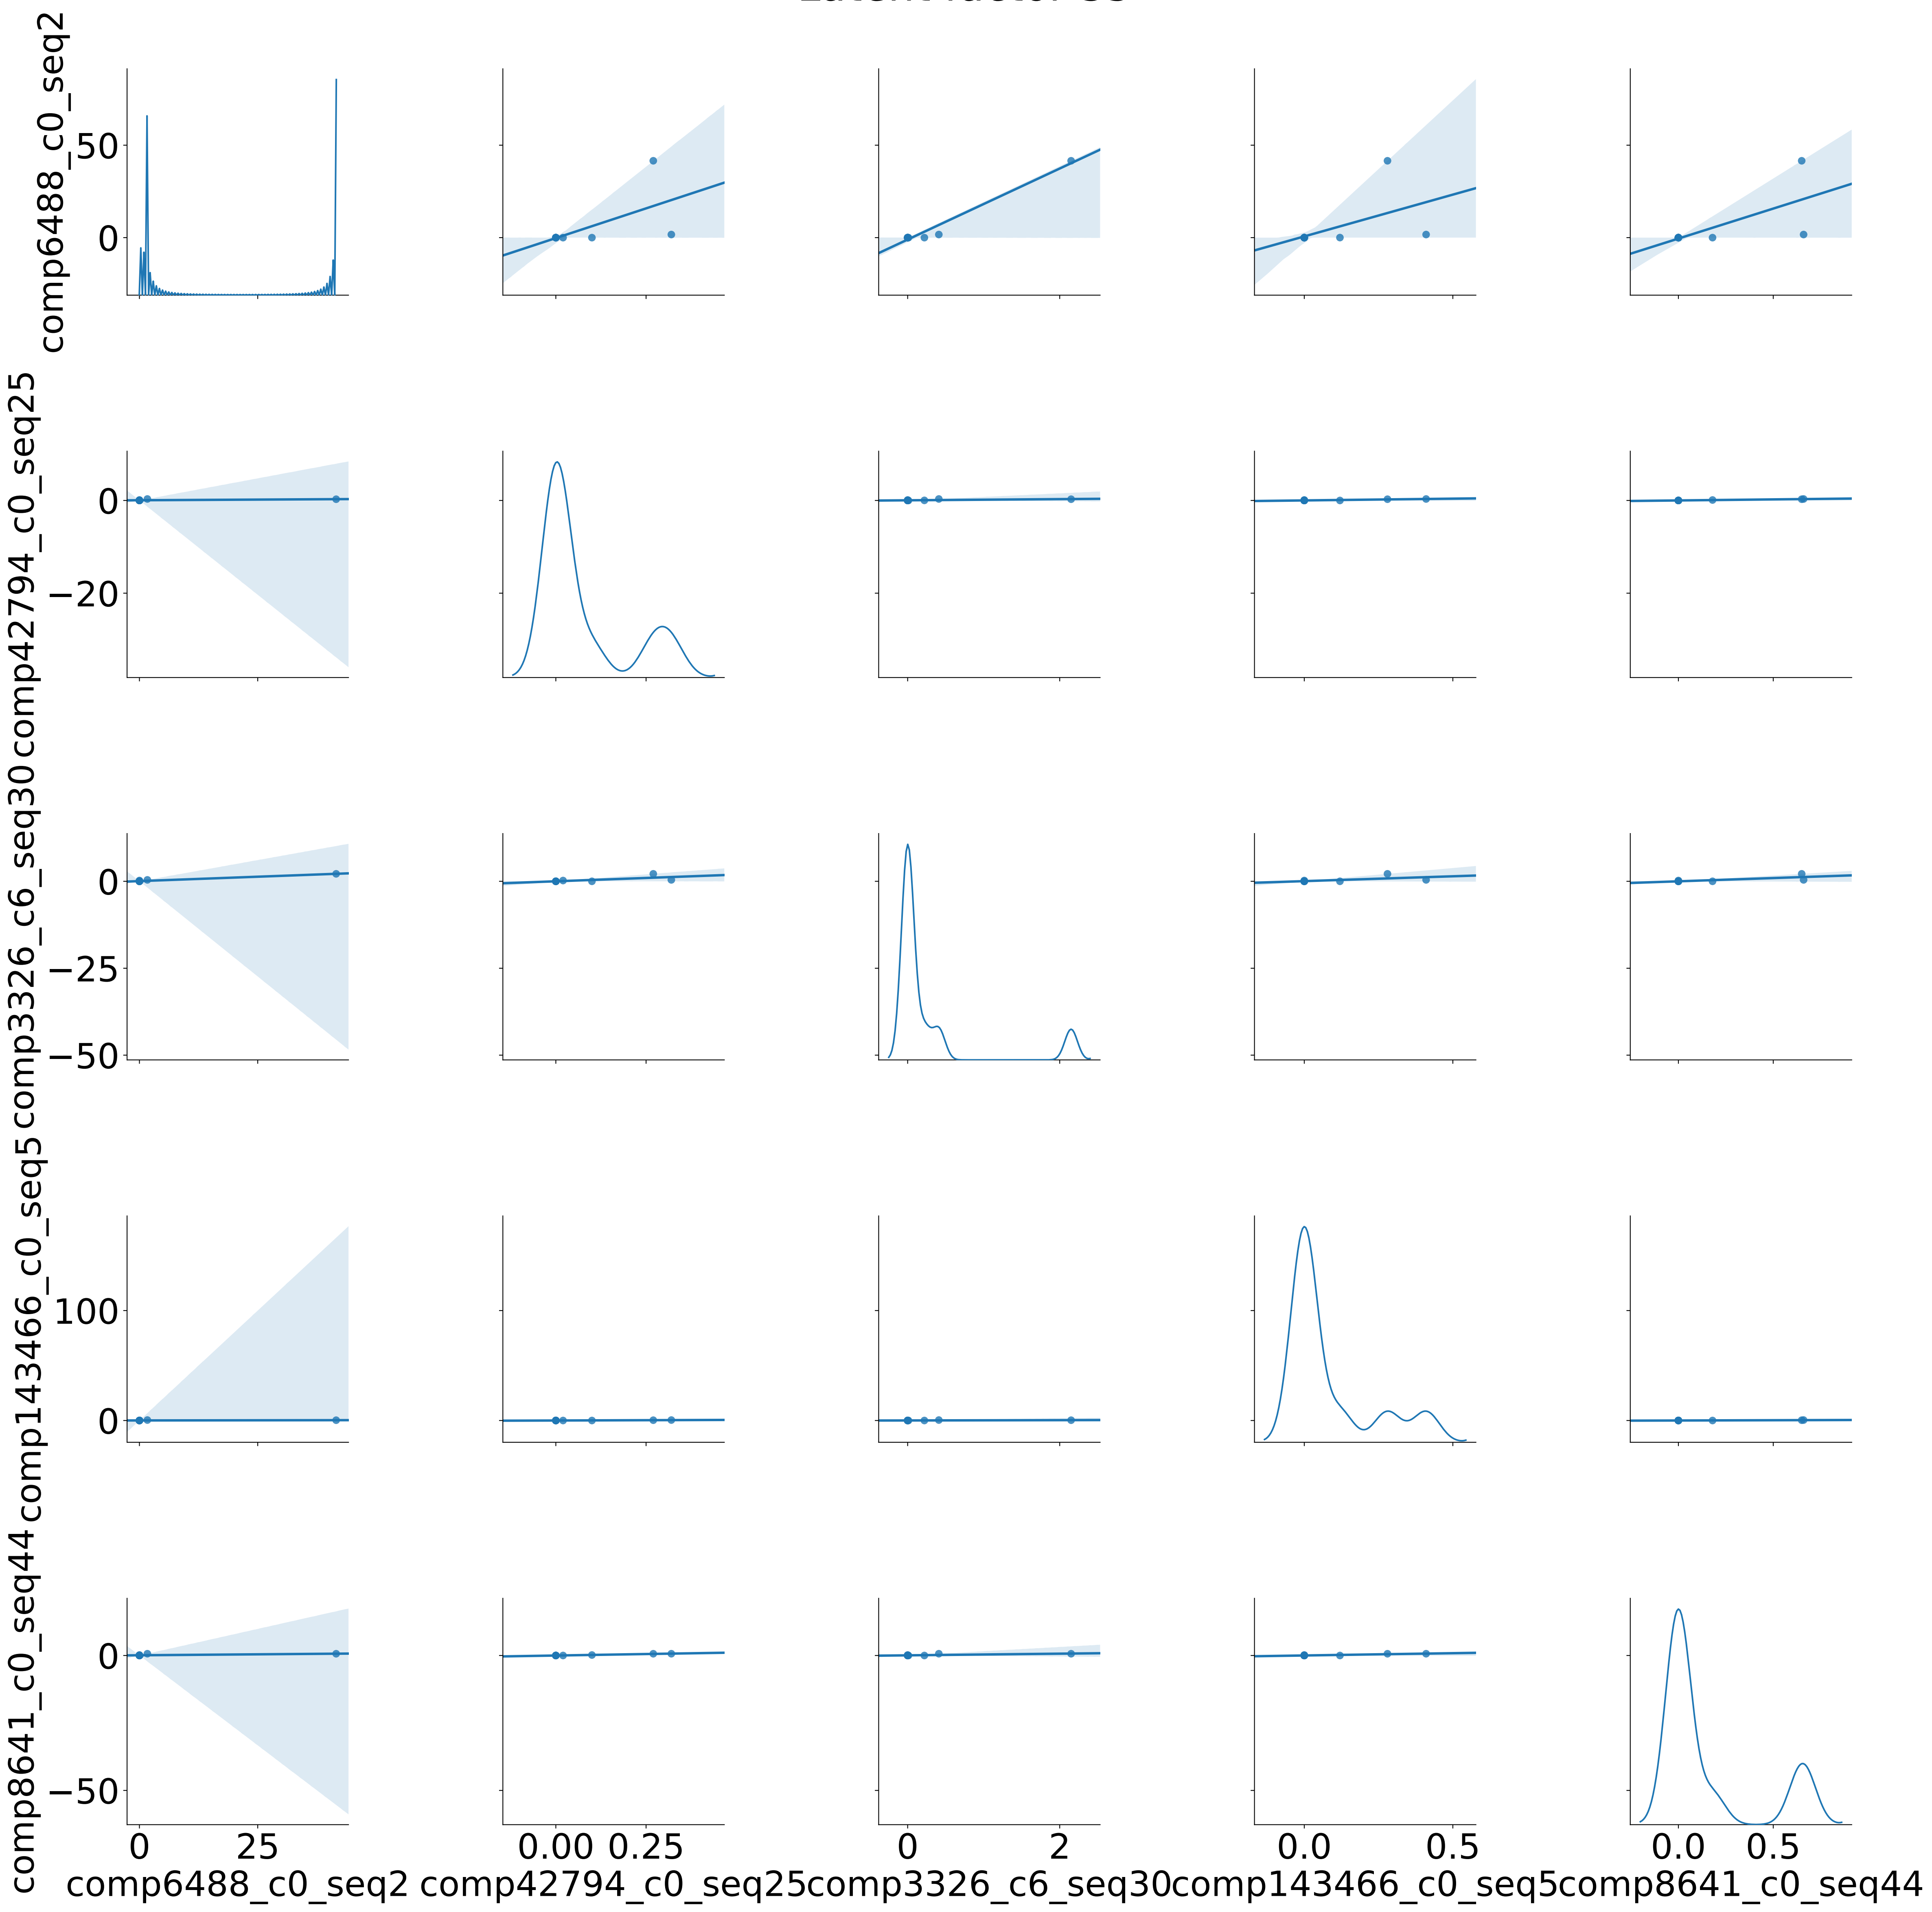 comp6488_c0_seq2
50
0
comp42794_c0_seq25
0
−20
comp3326_c6_seq30
0
−25
−50
comp143466_c0_seq5
100
0
comp8641_c0_seq44
0
−50
0 25 0.00 0.25 0 2 0.0 0.5 0.0 0.5
comp6488_c0_seq2 comp42794_c0_seq25 comp3326_c6_seq30 comp143466_c0_seq5 comp8641_c0_seq44